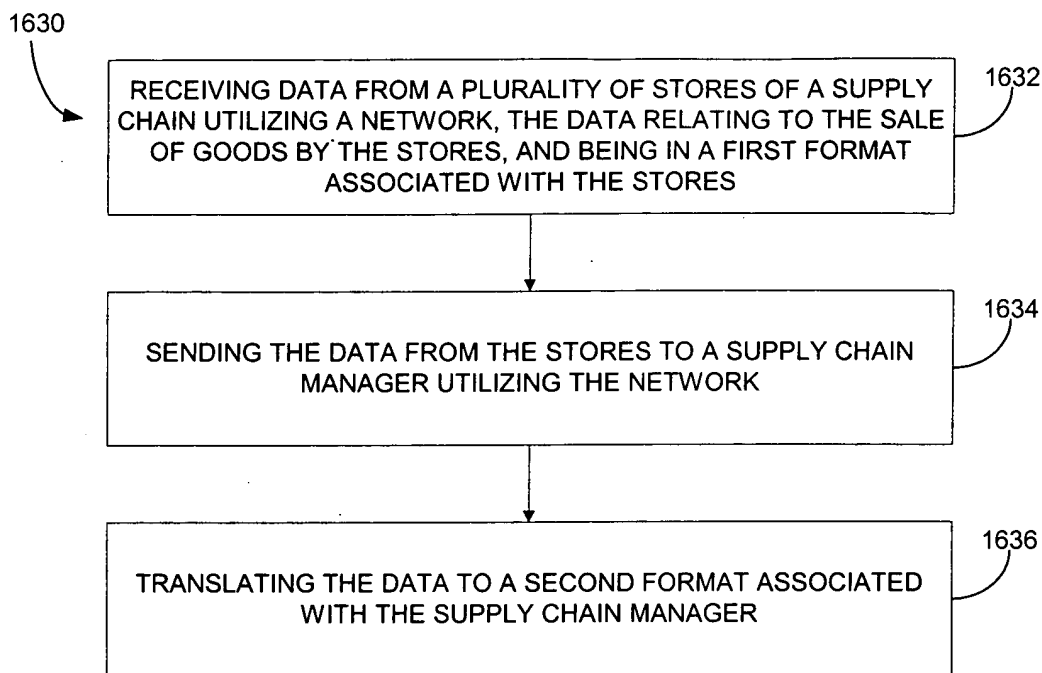 1630
RECEIVING DATA FROM A PLURALITY OF STORES OF A SUPPLY
CHAIN UTILIZING A NETWORK, THE DATA RELATING TO THE SALE
OF GOODS BY THE STORES, AND BEING IN A FIRST FORMAT
ASSOCIATED WITH THE STORES
1632
SENDING THE DATA FROM THE STORES TO A SUPPLY CHAIN
MANAGER UTILIZING THE NETWORK
1634
TRANSLATING THE DATA TO A SECOND FORMAT ASSOCIATED
WITH THE SUPPLY CHAIN MANAGER
1636